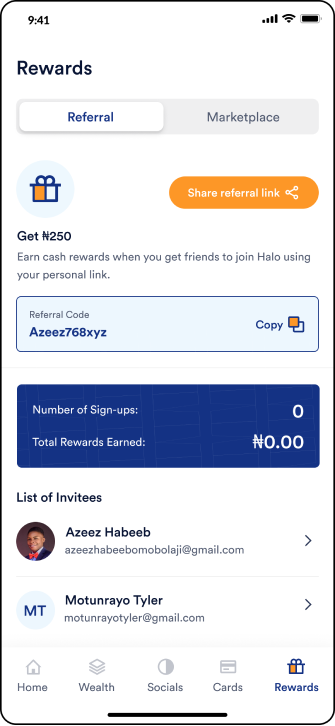 9:41
Rewards
Referral
Marketplace
Share referral link
Get ₦250
Earn cash rewards when you get friends to join Halo using
your personal link.
Referral Code
Azeez768xyz
Copy
Number of Sign-ups:
0
Total Rewards Earned:
₦0.00
List of Invitees
Azeez Habeeb
azeezhabeebomobolaji@gmail.com
MT
Motunrayo Tyler
motunrayotyler@gmail.com
Home
Wealth
Socials
Cards
Rewards